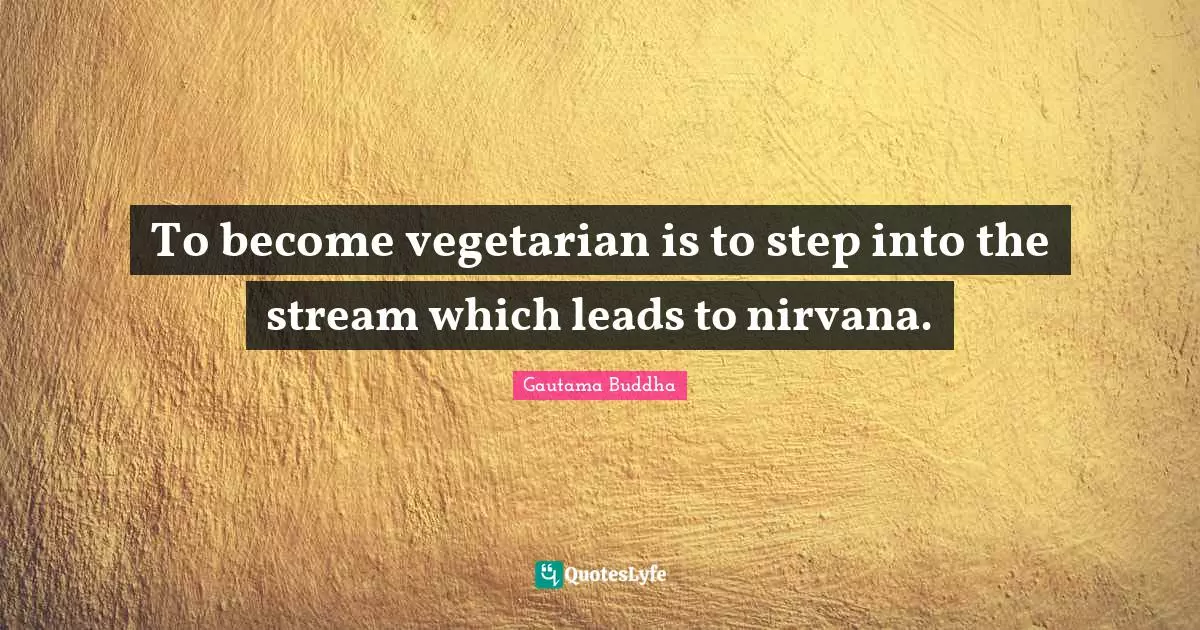 To become vegetarian is to step into the
stream which leads to nirvana.
Gautama Buddha
QuotesLyfe